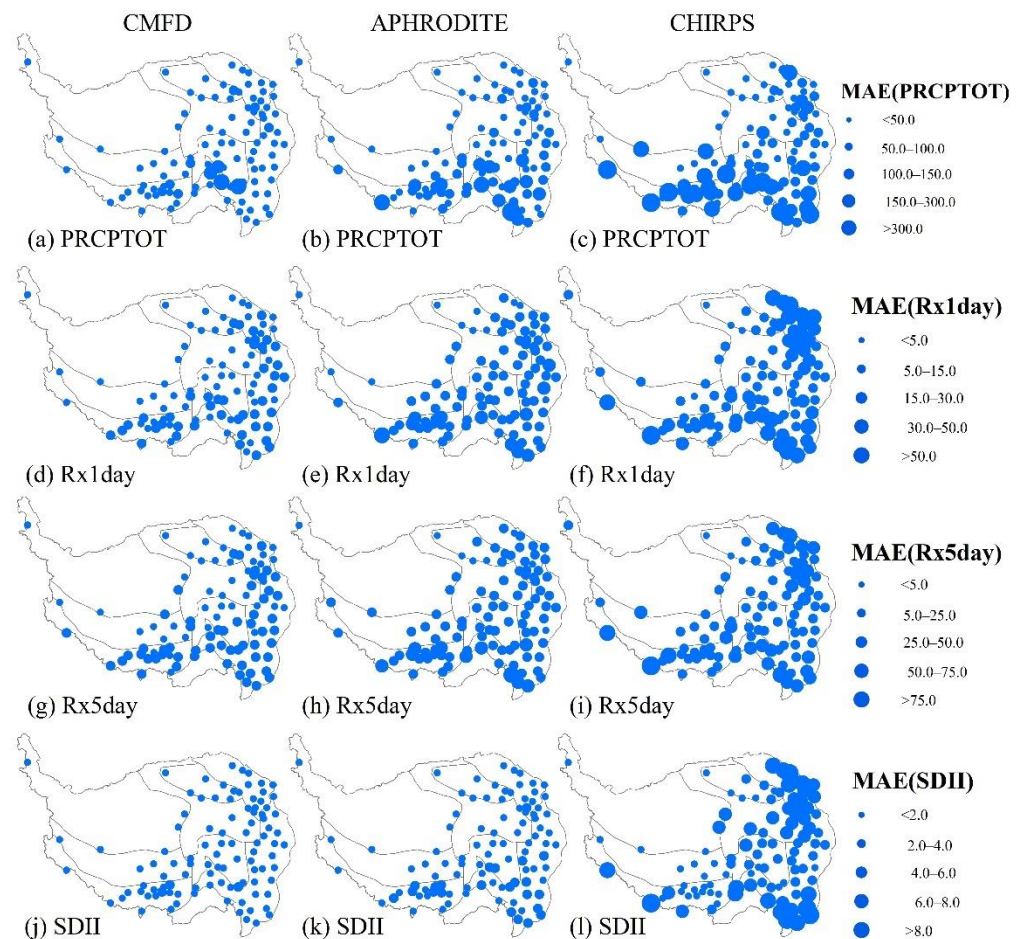 CMFD
APHRODITE
CHIRPS
MAE(PRCPTOT)
<50.0
50.0–100.0
100.0–150.0
150.0–300.0
>300.0
(a) PRCPTOT
(b) PRCPTOT
(c) PRCPTOT
MAE(Rx1day)
<5.0
5.0–15.0
15.0–30.0
30.0–50.0
>50.0
(d) Rx1day
(e) Rx1day
(f) Rx1day
MAE(Rx5day)
<5.0
5.0–25.0
25.0–50.0
50.0–75.0
>75.0
(g) Rx5day
(h) Rx5day
(i) Rx5day
MAE(SDII)
<2.0
2.0–4.0
4.0–6.0
6.0–8.0
>8.0
(j) SDII
(k) SDII
(l) SDII